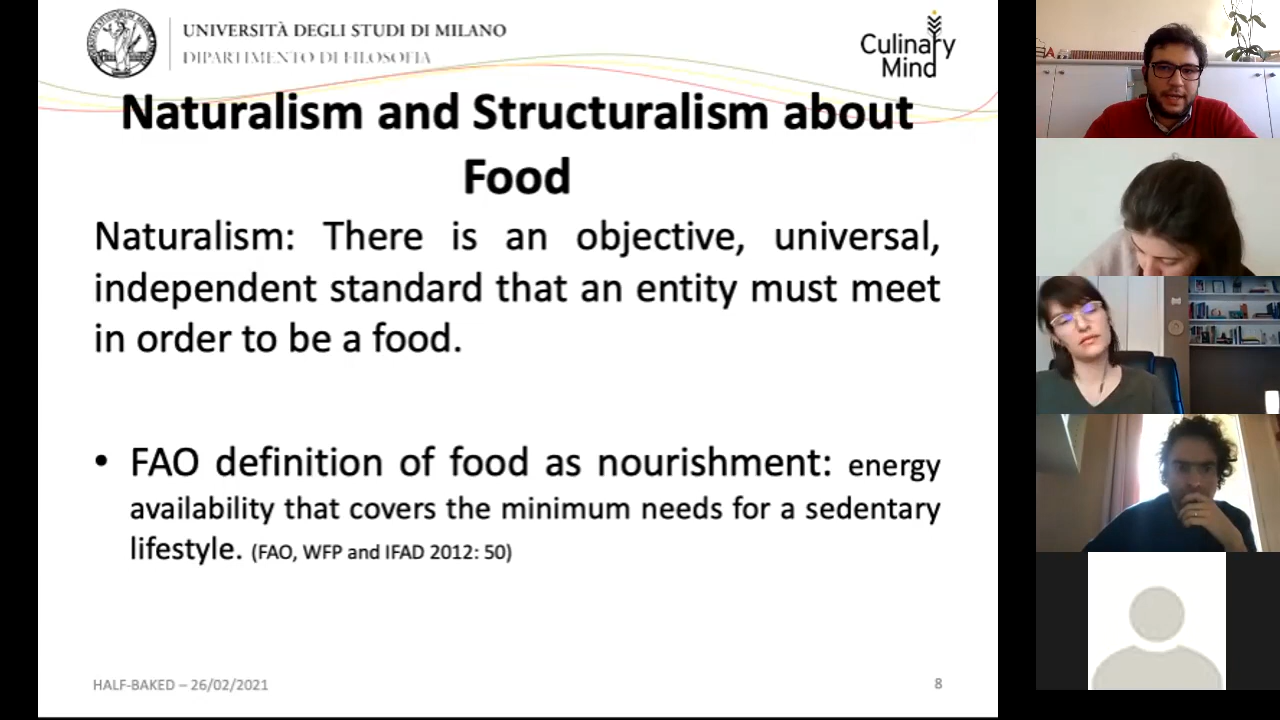 UNIVERSITÀ DEGLI STUDI DI MILANO
DIPARTIMENTO DI FILOSOFIA
Culinary
Mind
Naturalism and Structuralism about
Food
Naturalism: There is an objective, universal,
independent standard that an entity must meet
in order to be a food.
• FAO definition of food as nourishment: energy
availability that covers the minimum needs for a sedentary
lifestyle. (FAO, WFP and IFAD 2012: 50)
HALF-BAKED – 26/02/2021
8